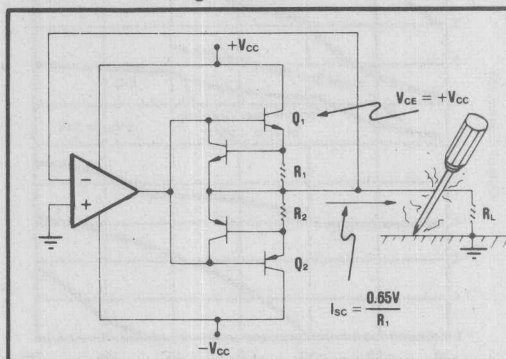 +VCC
Q1
VCE = +VCC
−
+
R1
R2
RL
Q2
ISC = 0.65V
R1
−VCC